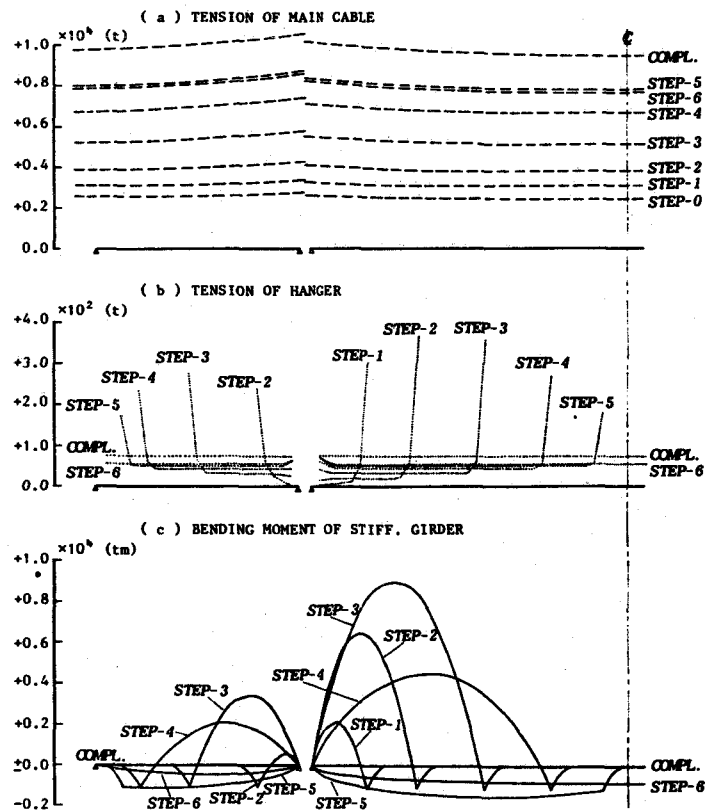 ( a ) TENSION OF MAIN CABLE
×10⁴ (t)
+1.0
+0.8
+0.6
+0.4
+0.2
0.0
℄
COMPL.
STEP-5
STEP-6
STEP-4
STEP-3
STEP-2
STEP-1
STEP-0
( b ) TENSION OF HANGER
×10² (t)
+4.0
+3.0
+2.0
+1.0
0.0
STEP-3
STEP-4
STEP-2
STEP-5
COMPL.
STEP-6
STEP-2
STEP-3
STEP-1
STEP-4
STEP-5
COMPL.
STEP-6
( c ) BENDING MOMENT OF STIFF. GIRDER
×10⁴ (tm)
+1.0
+0.8
+0.6
+0.4
+0.2
0.0
-0.2
STEP-3
STEP-4
COMPL.
STEP-6
STEP-2
STEP-5
STEP-3
STEP-2
STEP-4
STEP-1
STEP-5
COMPL.
STEP-6